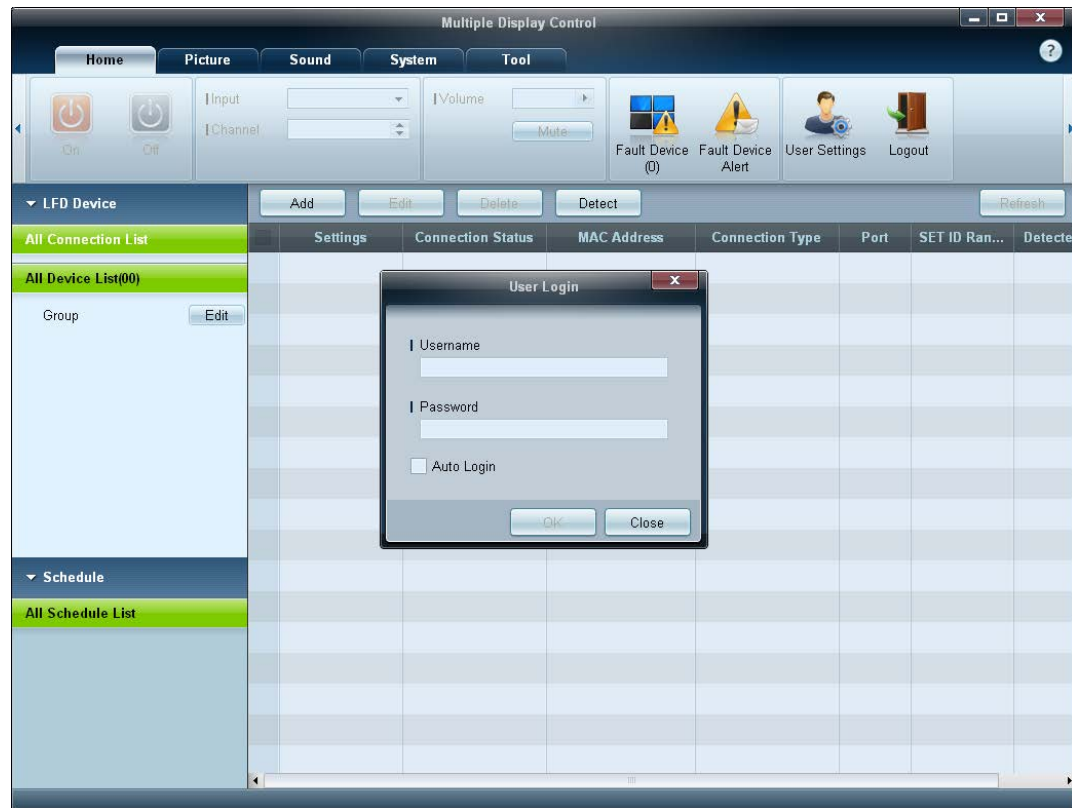 Multiple Display Control
Home Picture Sound System Tool
?
Input
Channel
On Off
Volume
Mute
Fault Device (0)
Fault Device Alert
User Settings
Logout
LFD Device
Add Edit Delete Detect Refresh
All Connection List
Settings Connection Status MAC Address Connection Type Port SET ID Ran... Detecte
All Device List(00)
Group Edit
User Login
Username
Password
Auto Login
OK Close
Schedule
All Schedule List